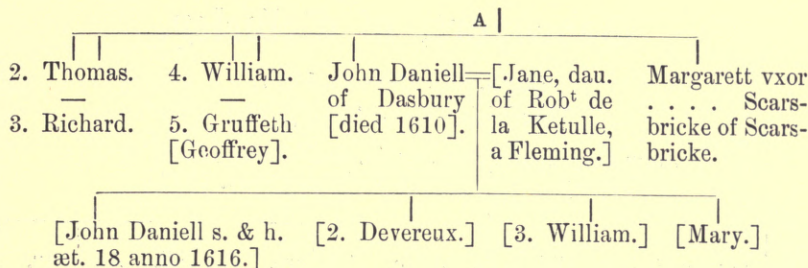 A
2. Thomas. 4. William. John Daniell [Jane, dau. Margarett vxor
— — of Dasbury of Robᵗ de . . . . Scars-
3. Richard. 5. Gruffeth [died 1610]. la Ketulle, bricke of Scars-
[Geoffrey]. a Fleming.] bricke.
[John Daniell s. & h. [2. Devereux.] [3. William.] [Mary.]
æt. 18 anno 1616.]